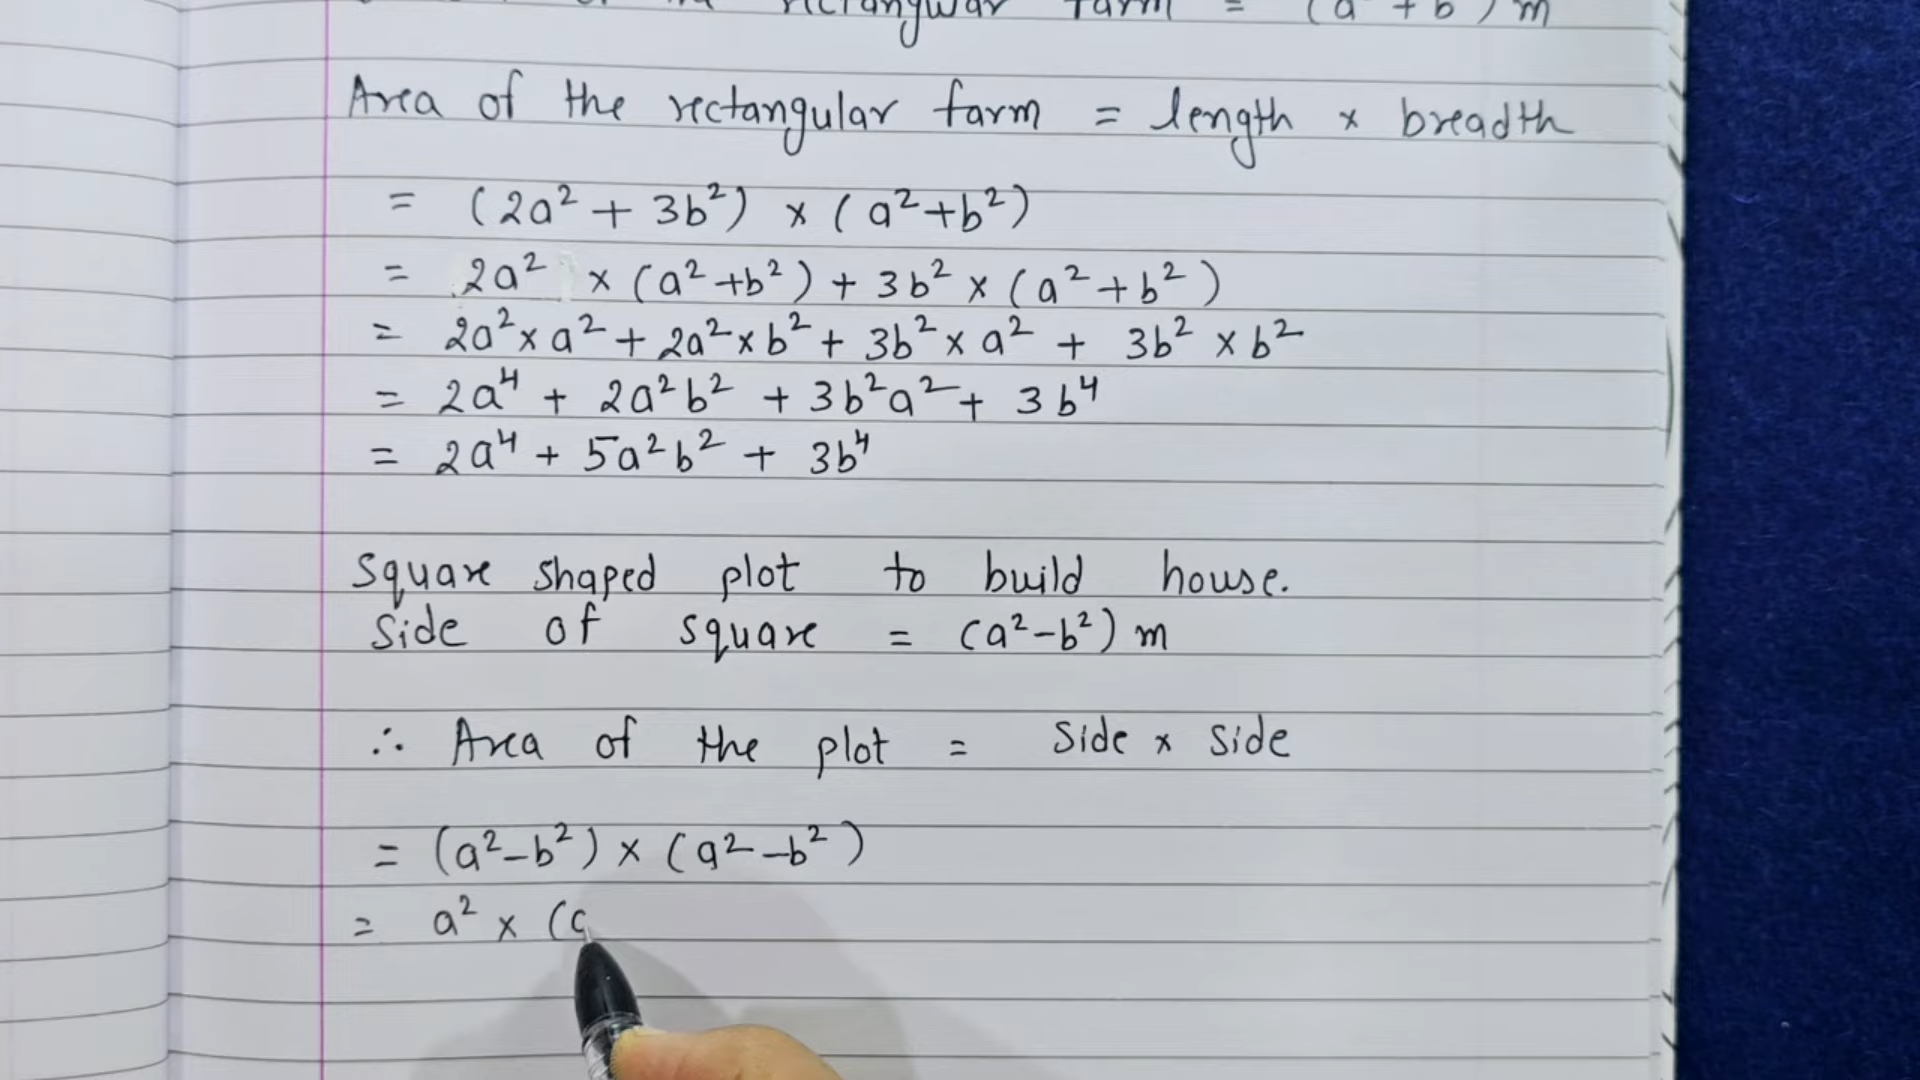 rectangular farm = (a + b ) m
Area of the rectangular farm = length × breadth
= (2a² + 3b²) × (a²+b²)
= 2a² × (a²+b²) + 3b² × (a²+b²)
= 2a²×a² + 2a²×b² + 3b²×a² + 3b²×b²
= 2a⁴ + 2a²b² + 3b²a² + 3b⁴
= 2a⁴ + 5a²b² + 3b⁴
Square shaped plot to build house.
Side of square = (a²-b²) m
∴ Area of the plot = Side × Side
= (a²-b²) × (a²-b²)
= a² × (